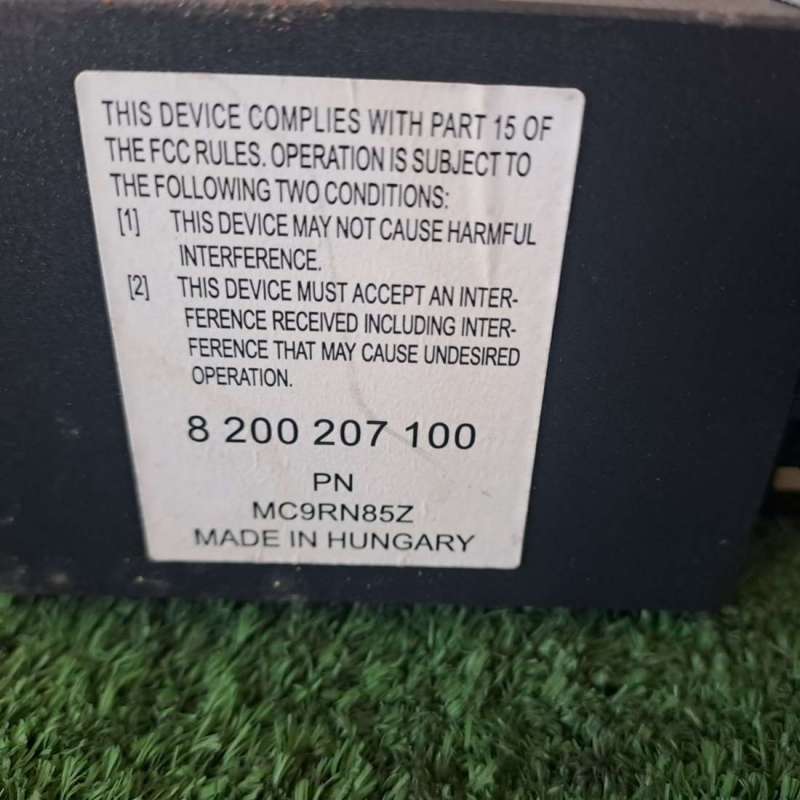 THIS DEVICE COMPLIES WITH PART 15 OF
THE FCC RULES. OPERATION IS SUBJECT TO
THE FOLLOWING TWO CONDITIONS:
[1] THIS DEVICE MAY NOT CAUSE HARMFUL
INTERFERENCE.
[2] THIS DEVICE MUST ACCEPT AN INTER-
FERENCE RECEIVED INCLUDING INTER-
FERENCE THAT MAY CAUSE UNDESIRED
OPERATION.
8 200 207 100
PN
MC9RN85Z
MADE IN HUNGARY